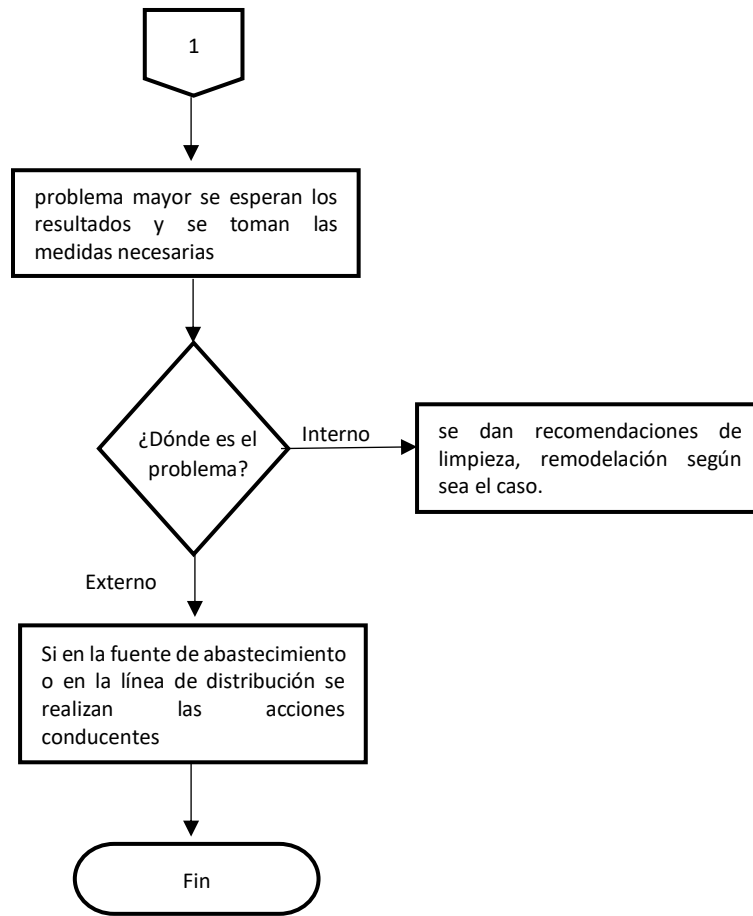 1
problema mayor se esperan los
resultados y se toman las
medidas necesarias
¿Dónde es el
problema?
Interno
se dan recomendaciones de
limpieza, remodelación según
sea el caso.
Externo
Si en la fuente de abastecimiento
o en la línea de distribución se
realizan las acciones
conducentes
Fin